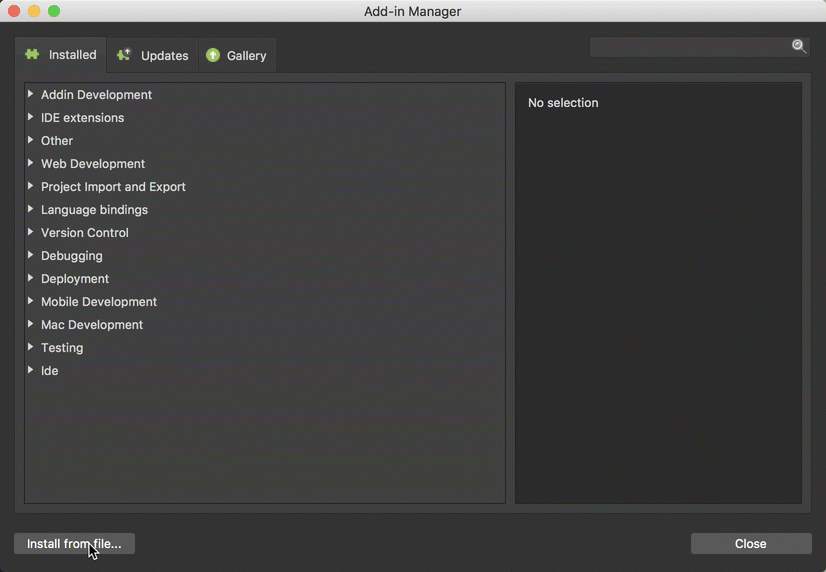 Add-in Manager
Installed
Updates
Gallery
Addin Development
IDE extensions
Other
Web Development
Project Import and Export
Language bindings
Version Control
Debugging
Deployment
Mobile Development
Mac Development
Testing
Ide
No selection
Install from file...
Close